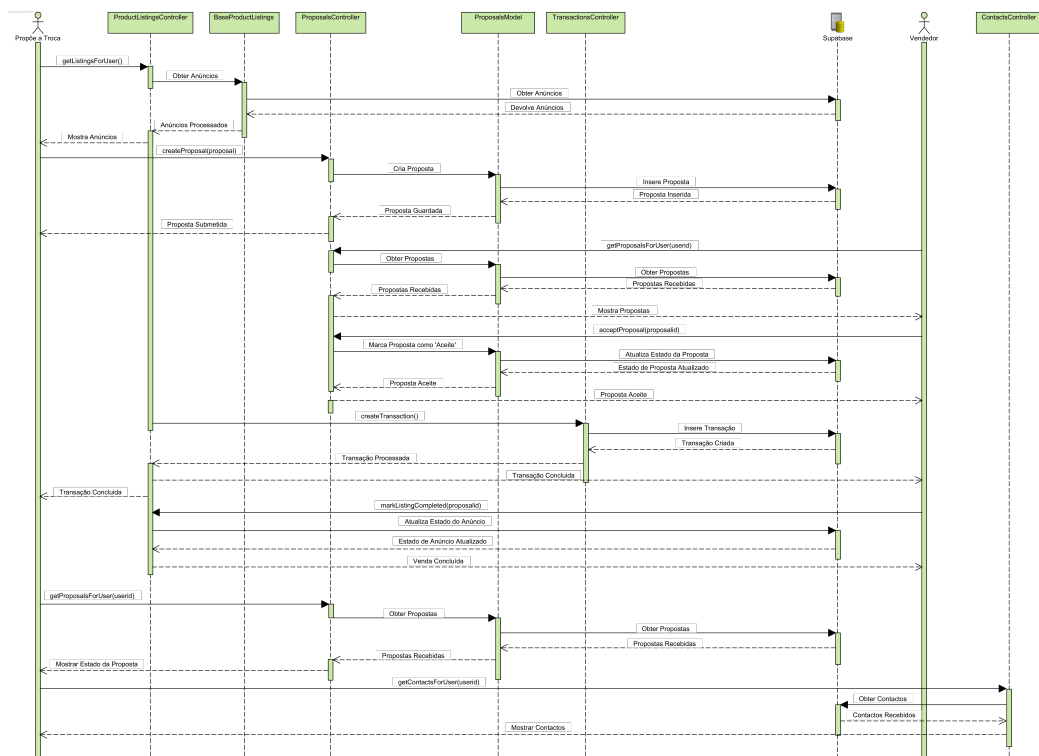 ProductListingsController
BaseProductListings
ProposalsController
ProposalsModel
TransactionsController
ContactsController
Propõe a Troca
Supabase
Vendedor
getListingsForUser()
Obter Anúncios
Obter Anúncios
Devolve Anúncios
Anúncios Processados
Mostra Anúncios
createProposal(proposal)
Cria Proposta
Insere Proposta
Proposta Inserida
Proposta Guardada
Proposta Submetida
getProposalsForUser(userid)
Obter Propostas
Obter Propostas
Propostas Recebidas
Propostas Recebidas
Mostra Propostas
acceptProposal(proposalid)
Marca Proposta como 'Aceite'
Atualiza Estado da Proposta
Estado de Proposta Atualizado
Proposta Aceite
Proposta Aceite
createTransaction()
Insere Transação
Transação Criada
Transação Processada
Transação Concluida
Transação Concluida
markListingCompleted(proposalid)
Atualiza Estado do Anúncio
Estado de Anúncio Atualizado
Venda Concluída
getProposalsForUser(userid)
Obter Propostas
Obter Propostas
Propostas Recebidas
Propostas Recebidas
Mostrar Estado da Proposta
getContactsForUser(userid)
Obter Contactos
Contactos Recebidos
Mostrar Contactos